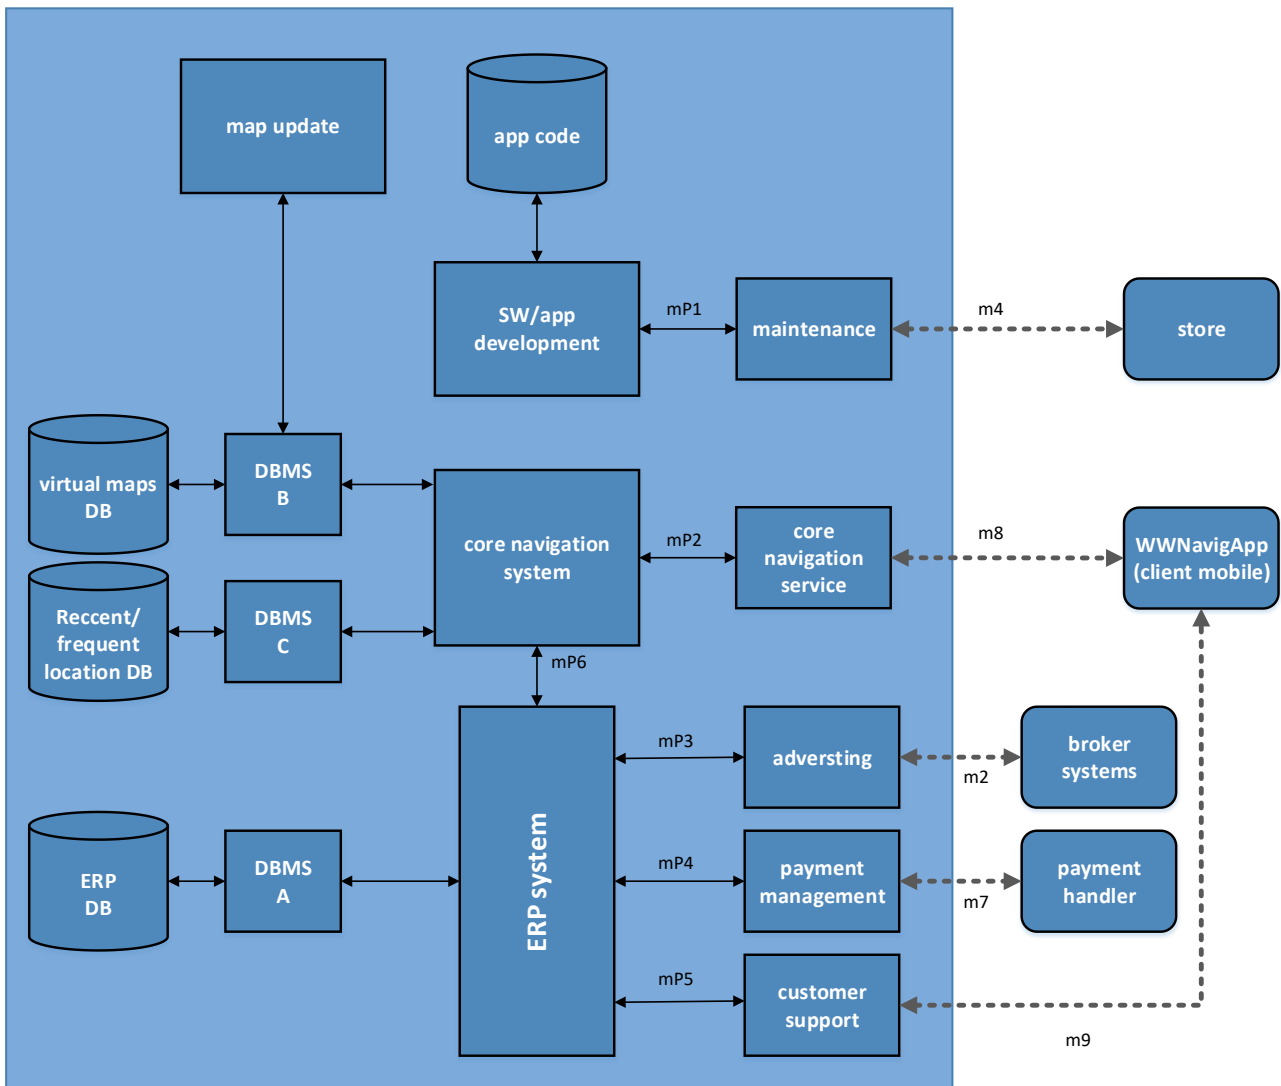 map update
app code
SW/app
development
mP1
maintenance
m4
store
virtual maps
DB
DBMS
B
core navigation
system
mP2
core
navigation
service
m8
WWNavigApp
(client mobile)
Reccent/
frequent
location DB
DBMS
C
mP6
ERP system
mP3
adversting
m2
broker
systems
ERP
DB
DBMS
A
mP4
payment
management
m7
payment
handler
mP5
customer
support
m9